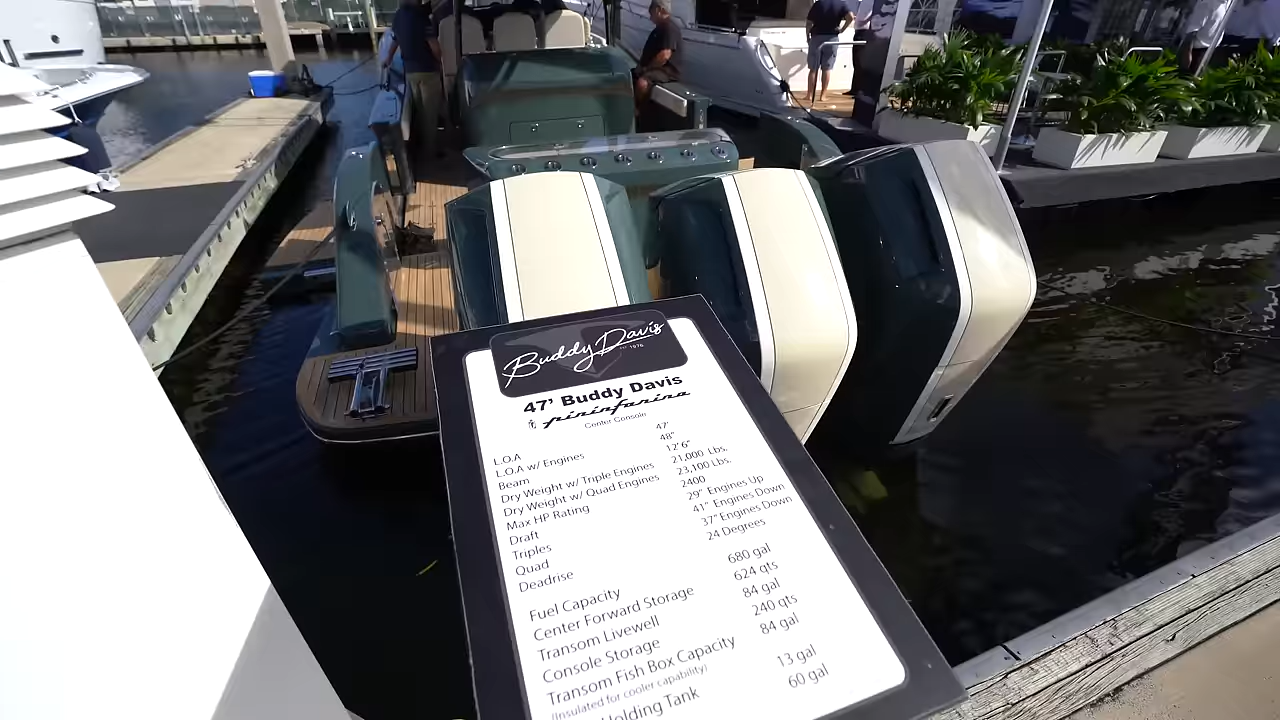 Buddy Davis
EST 1976
47' Buddy Davis
pininfarina
Center Console
L.O.A 47'
L.O.A w/ Engines 48"
Beam 12'6"
Dry Weight w/ Triple Engines 21,000 Lbs.
Dry Weight w/ Quad Engines 23,100 Lbs.
Max HP Rating 2400
Draft 29" Engines Up
Triples 41" Engines Down
Quad 37" Engines Down
Deadrise 24 Degrees
Fuel Capacity 680 gal
Center Forward Storage 624 qts
Transom Livewell 84 gal
Console Storage 240 qts
Transom Fish Box Capacity 84 gal
(Insulated for cooler capability)
Holding Tank 13 gal
60 gal